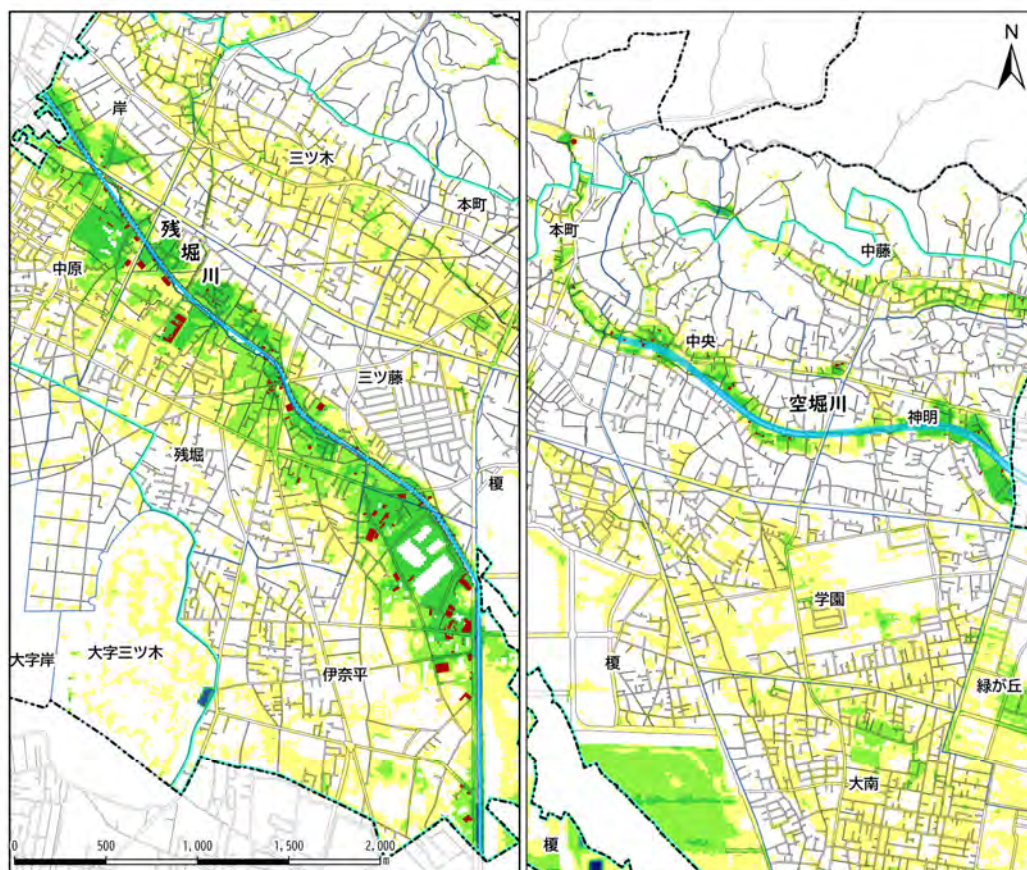 岸
三ツ木
本町
残堀川
中原
三ツ藤
残堀
榎
大字岸
大字三ツ木
伊奈平
0 500 1,000 1,500 2,000
m
N
本町
中藤
中央
空堀川
神明
学園
榎
緑が丘
大南
榎